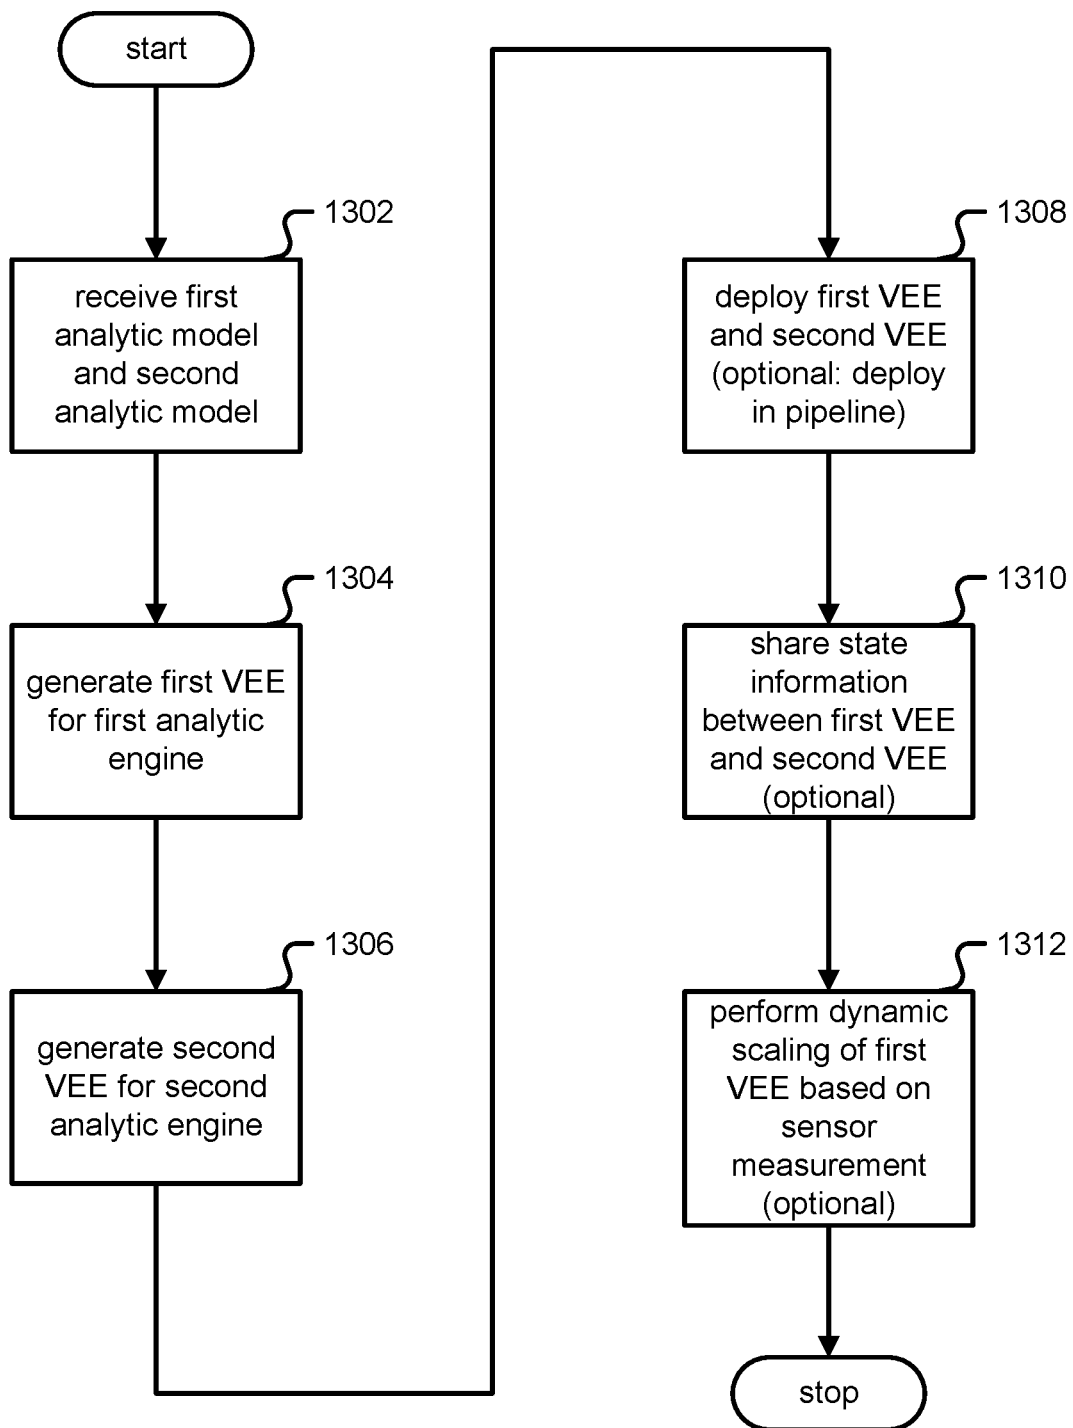 start
1302
receive first
analytic model
and second
analytic model
1304
generate first VEE
for first analytic
engine
1306
generate second
VEE for second
analytic engine
1308
deploy first VEE
and second VEE
(optional: deploy
in pipeline)
1310
share state
information
between first VEE
and second VEE
(optional)
1312
perform dynamic
scaling of first
VEE based on
sensor
measurement
(optional)
stop